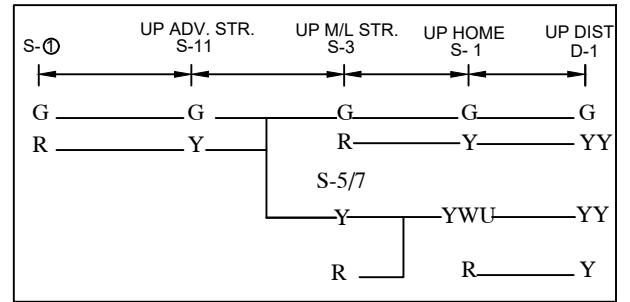 S-① UP ADV. STR. UP M/L STR. UP HOME UP DIST
S-11 S-3 S- 1 D-1
G G G G G
R Y R Y YY
S-5/7
Y YWU YY
R R Y